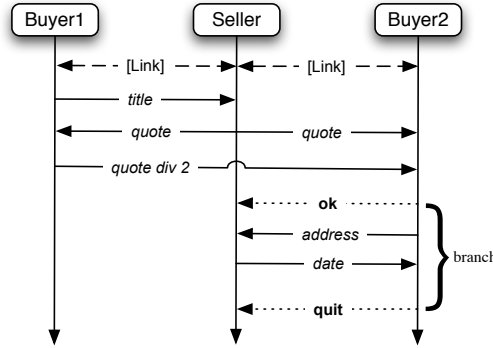 Buyer1 Seller Buyer2
[Link] [Link]
title
quote quote
quote div 2
ok
address
date
branch
quit